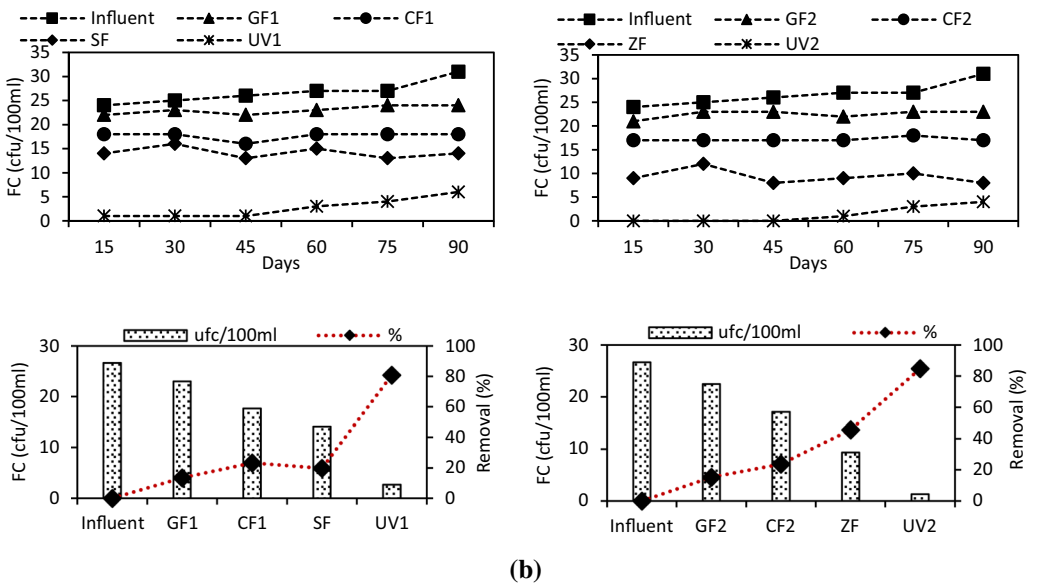 Influent GF1 CF1
SF UV1
FC (cfu/100ml)
35
30
25
20
15
10
5
0
15 30 45 60 75 90
Days
Influent GF2 CF2
ZF UV2
FC (cfu/100ml)
35
30
25
20
15
10
5
0
15 30 45 60 75 90
Days
ufc/100ml %
FC (cfu/100ml)
30
20
10
0
100
80
60
40
20
0
Removal (%)
Influent GF1 CF1 SF UV1
ufc/100ml %
FC (cfu/100ml)
30
20
10
0
100
80
60
40
20
0
Removal (%)
Influent GF2 CF2 ZF UV2
(b)